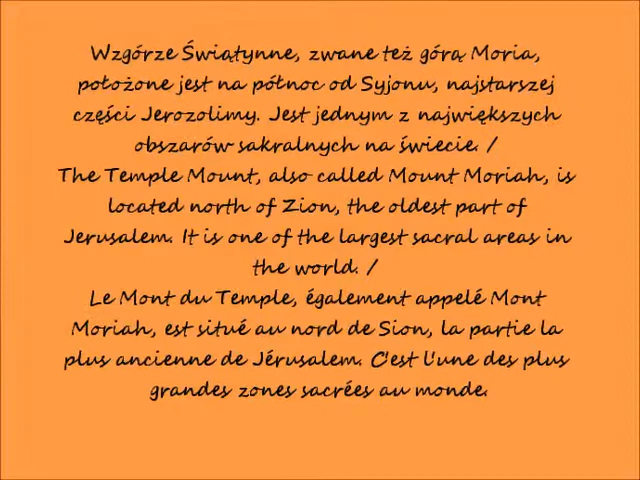 Wzgórze Świątynne, zwane też górą Moria,
położone jest na północ od Syjonu, najstarszej
części Jerozolimy. Jest jednym z największych
obszarów sakralnych na świecie. /
The Temple Mount, also called Mount Moriah, is
located north of Zion, the oldest part of
Jerusalem. It is one of the largest sacral areas in
the world. /
Le Mont du Temple, également appelé Mont
Moriah, est situé au nord de Sion, la partie la
plus ancienne de Jérusalem. C'est l'une des plus
grandes zones sacrées au monde.